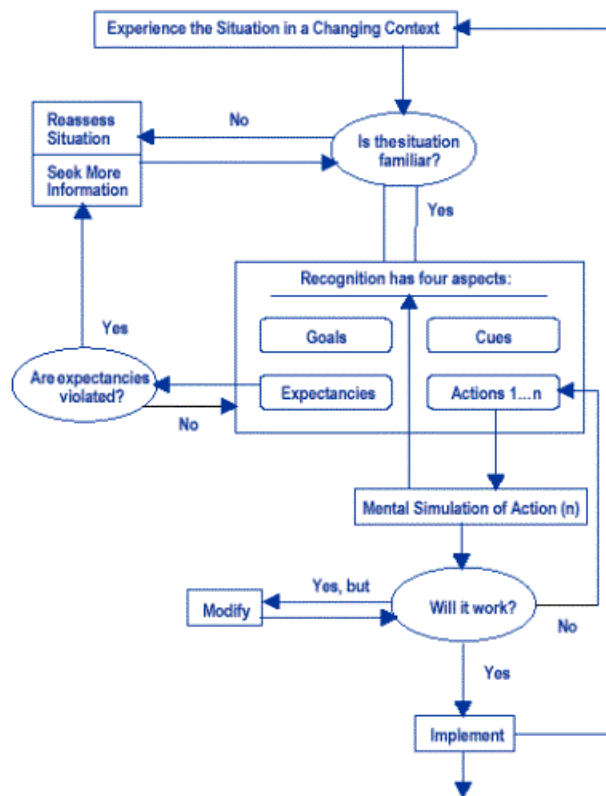 Experience the Situation in a Changing Context
No
Reassess
Situation
Is thesituation
familiar?
Seek More
Information
Yes
Recognition has four aspects:
Goals
Cues
Yes
Are expectancies
violated?
Expectancies
Actions 1...n
No
Mental Simulation of Action (n)
Yes, but
Modify
Will it work?
No
Yes
Implement